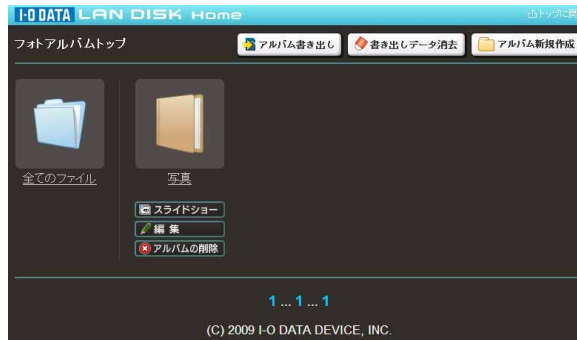 I-O DATA LAN DISK Home
トップに戻
フォトアルバムトップ
アルバム書き出し
書き出しデータ消去
アルバム新規作成
全てのファイル
写真
スライドショー
編集
アルバムの削除
1 ... 1 ... 1
(C) 2009 I-O DATA DEVICE, INC.